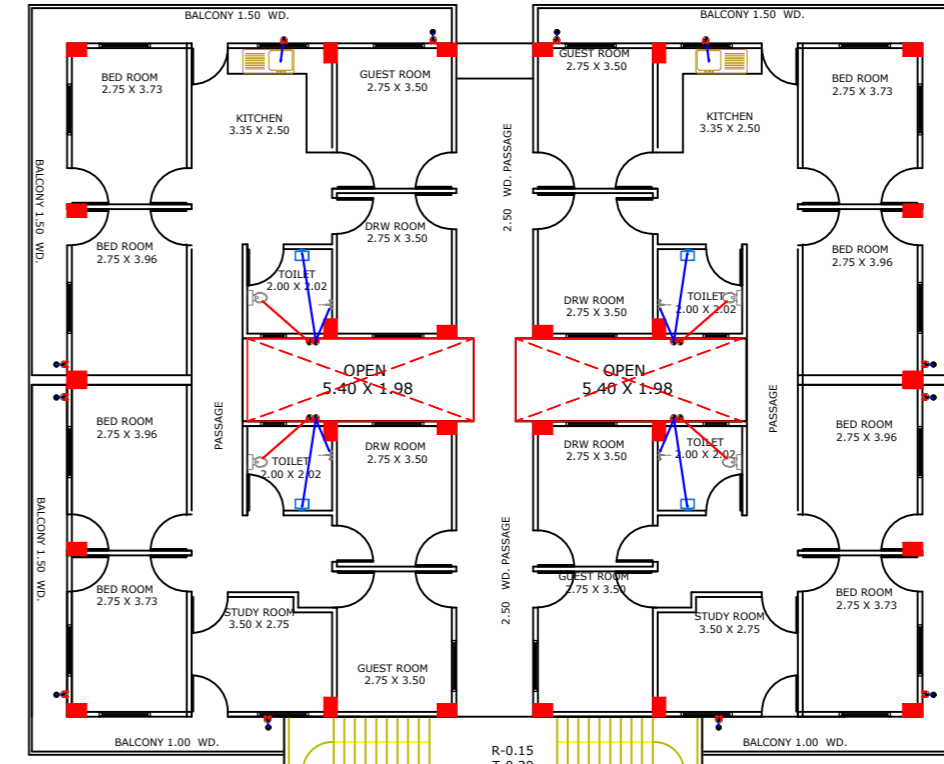 BALCONY 1.50 WD.
BALCONY 1.50 WD.
BED ROOM
2.75 X 3.73
GUEST ROOM
2.75 X 3.50
GUEST ROOM
2.75 X 3.50
BED ROOM
2.75 X 3.73
KITCHEN
3.35 X 2.50
KITCHEN
3.35 X 2.50
BALCONY 1.50 WD.
2.50 WD. PASSAGE
BED ROOM
2.75 X 3.96
DRW ROOM
2.75 X 3.50
BED ROOM
2.75 X 3.96
TOILET
2.00 X 2.02
DRW ROOM
2.75 X 3.50
TOILET
2.00 X 2.02
OPEN
5.40 X 1.98
OPEN
5.40 X 1.98
PASSAGE
PASSAGE
BED ROOM
2.75 X 3.96
DRW ROOM
2.75 X 3.50
DRW ROOM
2.75 X 3.50
BED ROOM
2.75 X 3.96
TOILET
2.00 X 2.02
TOILET
2.00 X 2.02
BALCONY 1.50 WD.
2.50 WD. PASSAGE
BED ROOM
2.75 X 3.73
GUEST ROOM
2.75 X 3.50
BED ROOM
2.75 X 3.73
STUDY ROOM
3.50 X 2.75
STUDY ROOM
3.50 X 2.75
GUEST ROOM
2.75 X 3.50
BALCONY 1.00 WD.
BALCONY 1.00 WD.
R-0.15